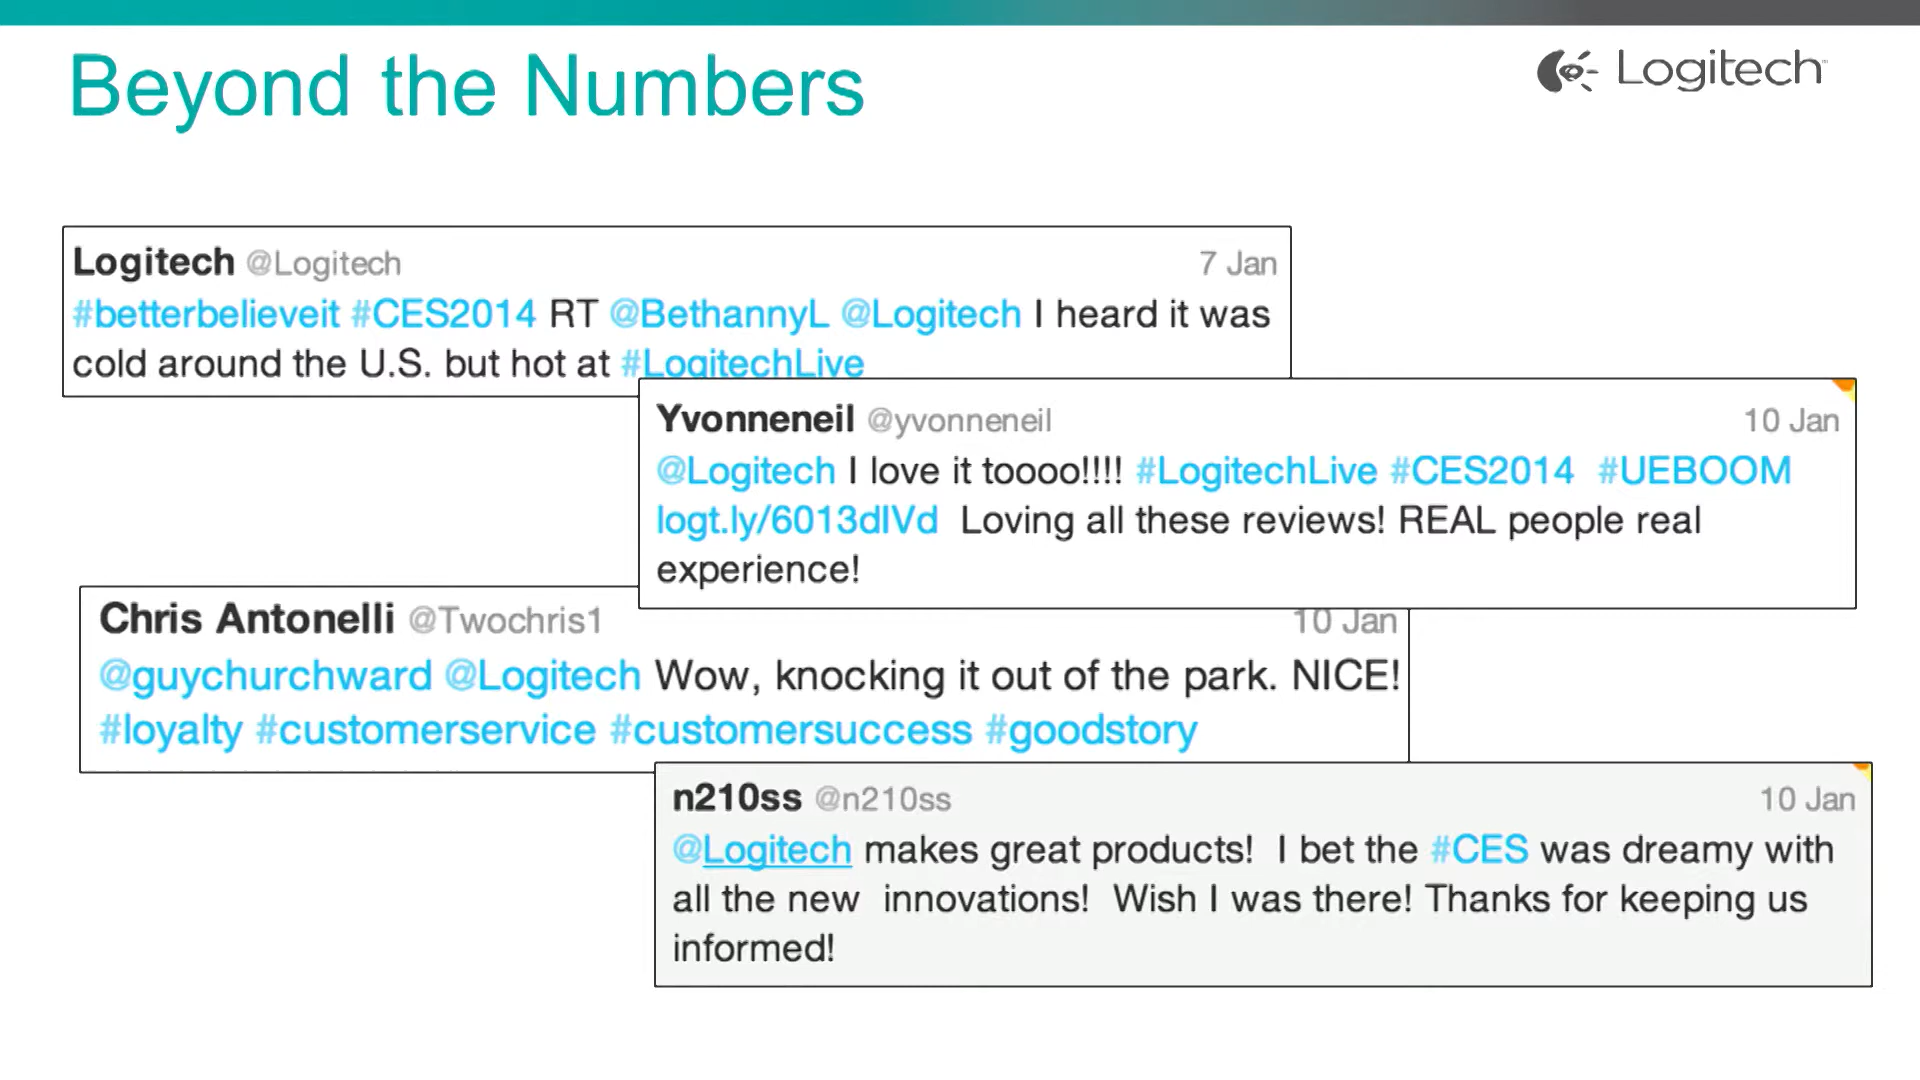 Beyond the Numbers
Logitech
Logitech @Logitech 7 Jan
#betterbelieveit #CES2014 RT @BethannyL @Logitech I heard it was
cold around the U.S. but hot at #LogitechLive
Yvonneneil @yvonneneil 10 Jan
@Logitech I love it toooo!!!! #LogitechLive #CES2014 #UEBOOM
logt.ly/6013dIVd Loving all these reviews! REAL people real
experience!
Chris Antonelli @Twochris1 10 Jan
@guychurchward @Logitech Wow, knocking it out of the park. NICE!
#loyalty #customerservice #customersuccess #goodstory
n210ss @n210ss 10 Jan
@Logitech makes great products! I bet the #CES was dreamy with
all the new innovations! Wish I was there! Thanks for keeping us
informed!